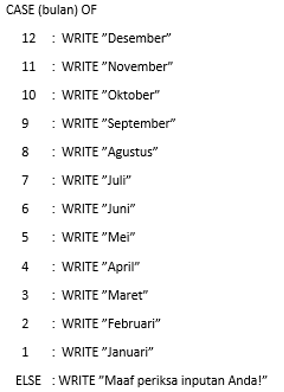 CASE (bulan) OF
12 : WRITE ”Desember”
11 : WRITE ”November”
10 : WRITE ”Oktober”
9 : WRITE ”September”
8 : WRITE ”Agustus”
7 : WRITE ”Juli”
6 : WRITE ”Juni”
5 : WRITE ”Mei”
4 : WRITE ”April”
3 : WRITE ”Maret”
2 : WRITE ”Februari”
1 : WRITE ”Januari”
ELSE : WRITE ”Maaf periksa inputan Anda!”